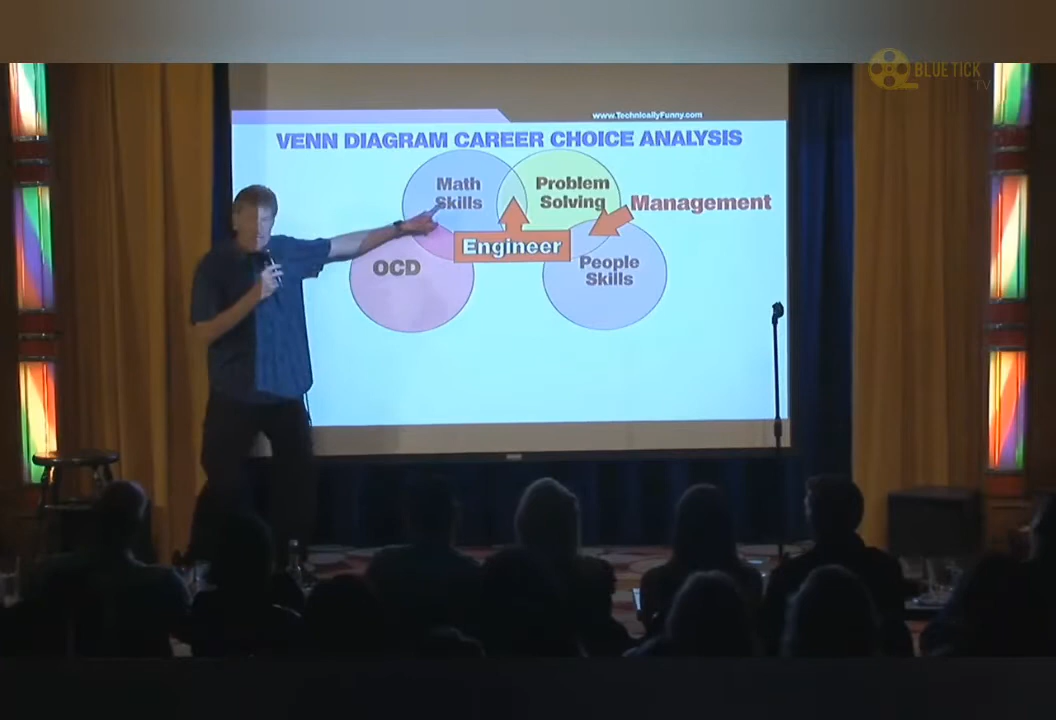 BLUE TICK
TV
www.TechnicallyFunny.com
VENN DIAGRAM CAREER CHOICE ANALYSIS
Math
Skills
Problem
Solving
Management
Engineer
OCD
People
Skills